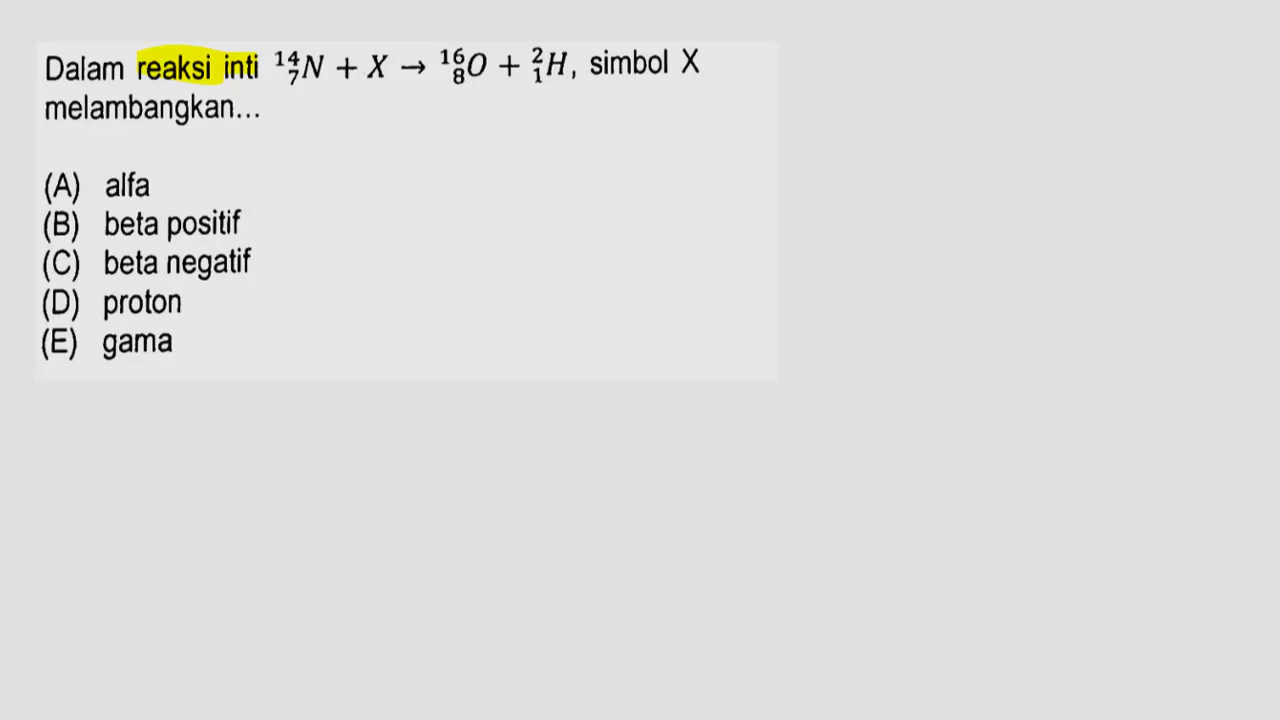 Dalam reaksi inti ¹⁴₇N + X → ¹⁶₈O + ²₁H, simbol X
melambangkan...
(A) alfa
(B) beta positif
(C) beta negatif
(D) proton
(E) gama